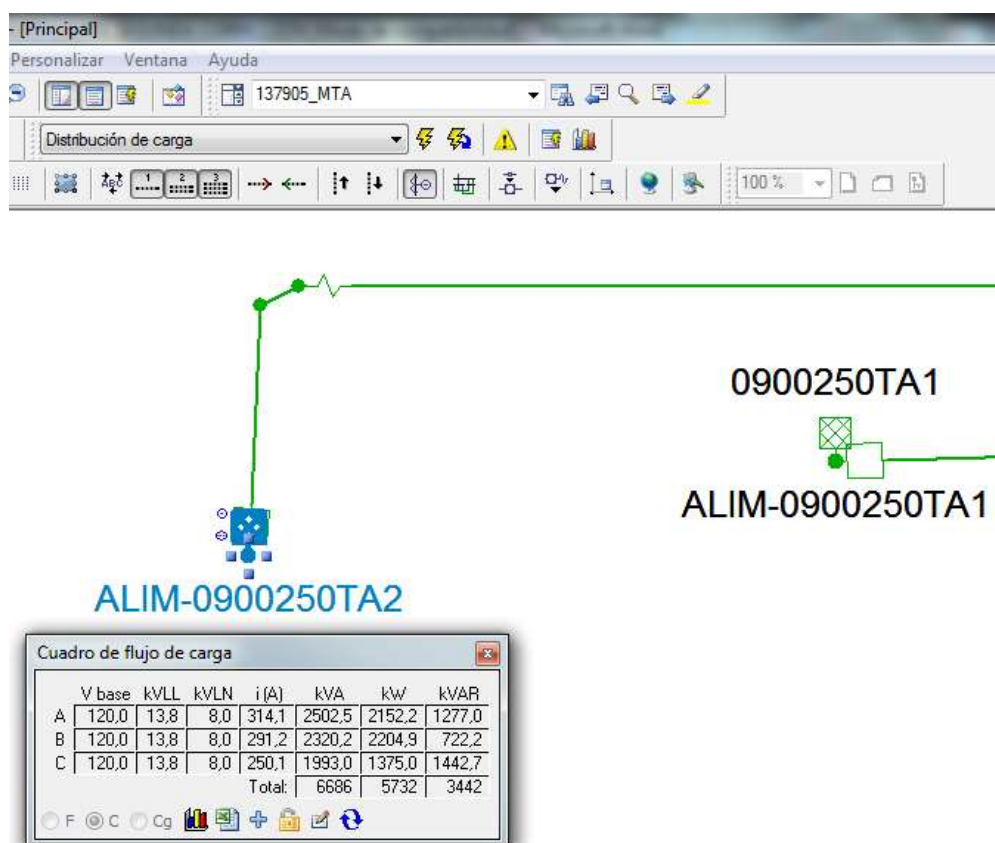 - [Principal]
Personalizar Ventana Ayuda
137905_MTA
Distribución de carga
100 %
0900250TA1
ALIM-0900250TA1
ALIM-0900250TA2
Cuadro de flujo de carga
V base kVLL kVLN i (A) kVA kW kVAR
A 120,0 13,8 8,0 314,1 2502,5 2152,2 1277,0
B 120,0 13,8 8,0 291,2 2320,2 2204,9 722,2
C 120,0 13,8 8,0 250,1 1993,0 1375,0 1442,7
Total: 6686 5732 3442
F C Cg